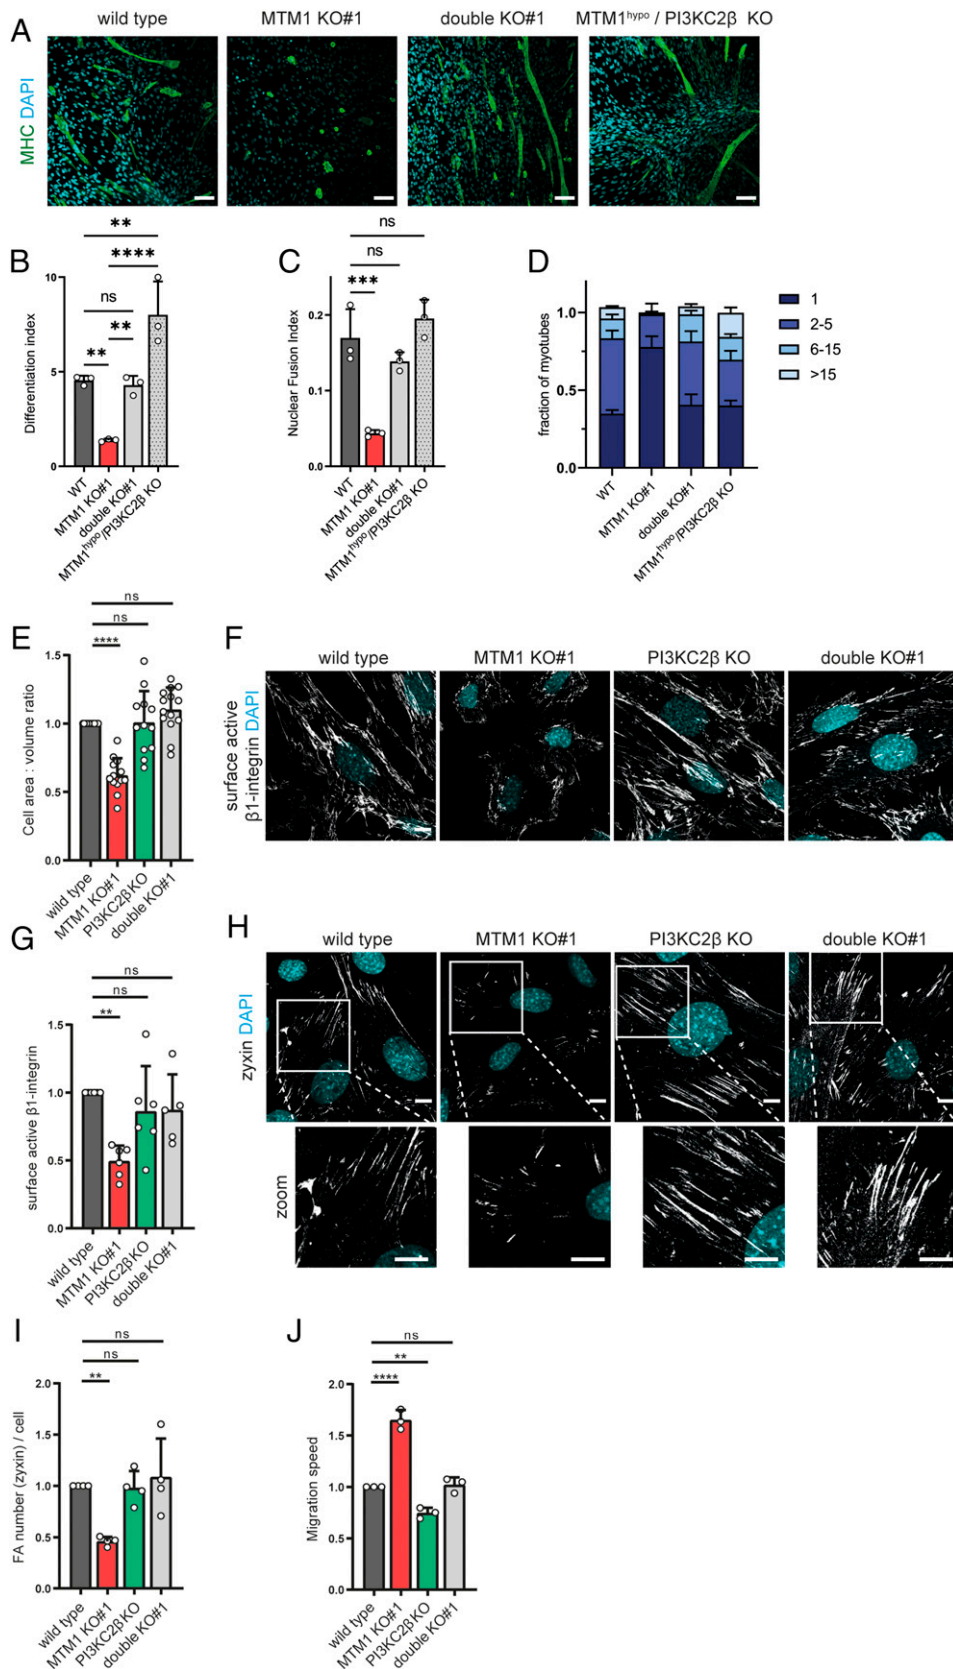 A
wild type
MTM1 KO#1
double KO#1
MTM1hypo / PI3KC2β KO
MHC DAPI
B
**
****
ns
**
**
Differentiation index
10
5
0
WT
MTM1 KO#1
double KO#1
MTM1hypo/PI3KC2β KO
C
ns
ns
***
Nuclear Fusion Index
0.2
0.1
0.0
WT
MTM1 KO#1
double KO#1
MTM1hypo/PI3KC2β KO
D
fraction of myotubes
1.0
0.5
0.0
WT
MTM1 KO#1
double KO#1
MTM1hypo/PI3KC2β KO
1
2-5
6-15
>15
E
ns
ns
****
Cell area : volume ratio
1.5
1.0
0.5
0.0
wild type
MTM1 KO#1
PI3KC2β KO
double KO#1
F
wild type
MTM1 KO#1
PI3KC2β KO
double KO#1
surface active
β1-integrin DAPI
G
ns
ns
**
surface active β1-integrin
1.5
1.0
0.5
0.0
wild type
MTM1 KO#1
PI3KC2β KO
double KO#1
H
wild type
MTM1 KO#1
PI3KC2β KO
double KO#1
zyxin DAPI
zoom
I
ns
ns
**
FA number (zyxin) / cell
2.0
1.5
1.0
0.5
0.0
wild type
MTM1 KO#1
PI3KC2β KO
double KO#1
J
ns
**
****
Migration speed
2.0
1.5
1.0
0.5
0.0
wild type
MTM1 KO#1
PI3KC2β KO
double KO#1